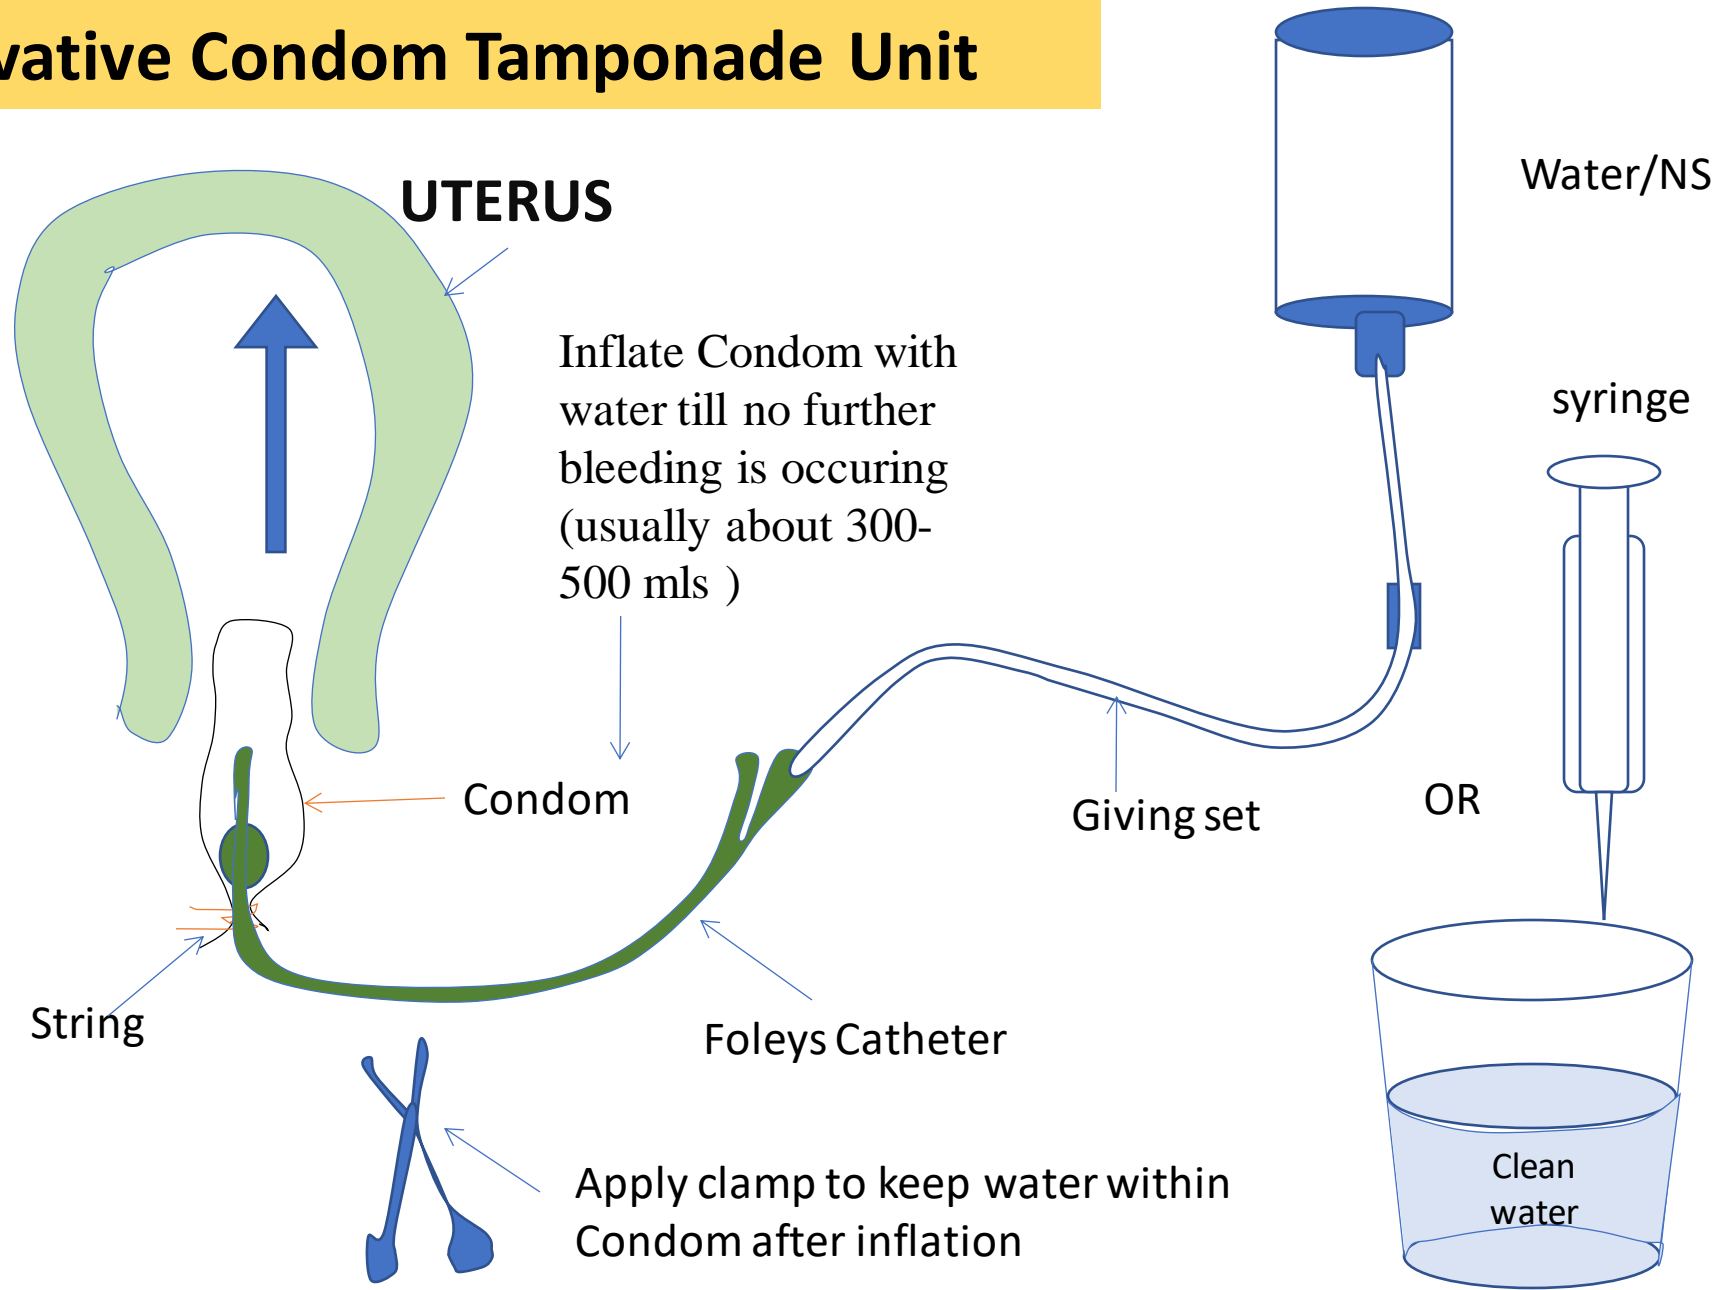 vative Condom Tamponade Unit
UTERUS
Water/NS
Inflate Condom with
water till no further
bleeding is occuring
(usually about 300-
500 mls )
syringe
Condom
Giving set
OR
String
Foleys Catheter
Apply clamp to keep water within
Condom after inflation
Clean
water